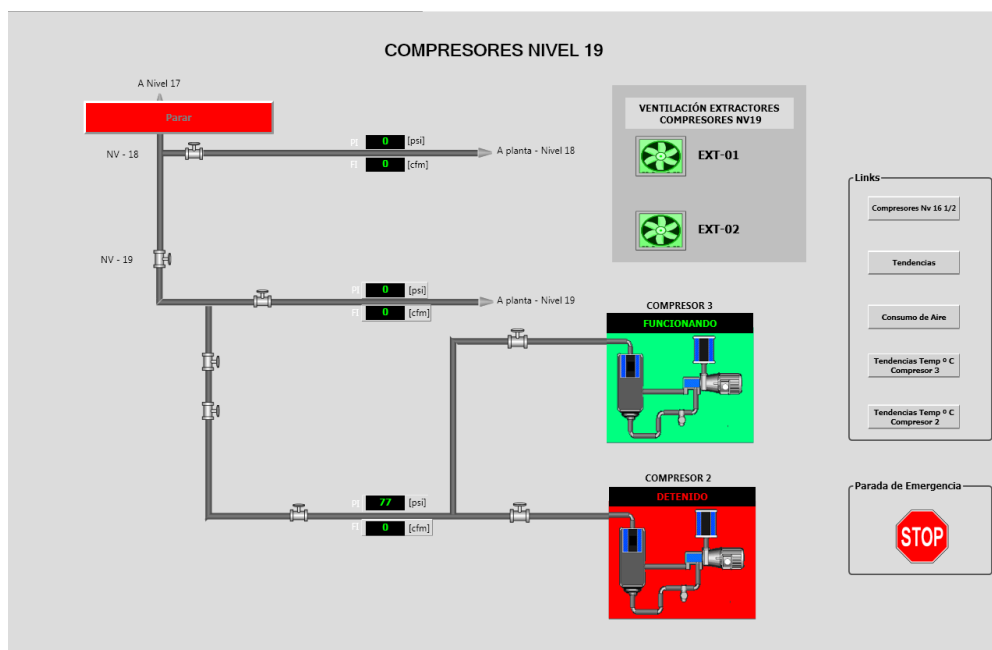 COMPRESORES NIVEL 19
A Nivel 17
Parar
NV - 18
PI 0 [psi]
FI 0 [cfm]
A planta - Nivel 18
NV - 19
PI 0 [psi]
FI 0 [cfm]
A planta - Nivel 19
PI 77 [psi]
FI 0 [cfm]
VENTILACIÓN EXTRACTORES
COMPRESORES NV19
EXT-01
EXT-02
COMPRESOR 3
FUNCIONANDO
COMPRESOR 2
DETENIDO
Links
Compresores Nv 16 1/2
Tendencias
Consumo de Aire
Tendencias Temp º C
Compresor 3
Tendencias Temp º C
Compresor 2
Parada de Emergencia
STOP